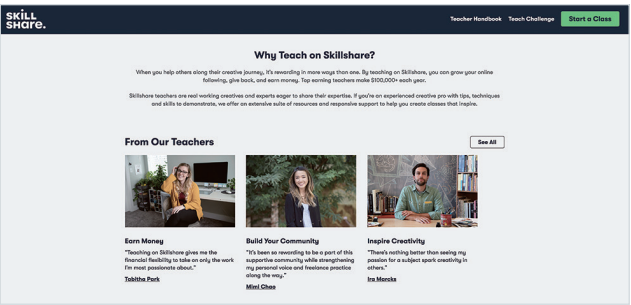 SKILL
SHare.
Teacher Handbook
Teach Challenge
Start a Class
Why Teach on Skillshare?
When you help others along their creative journey, it's rewarding in more ways than one. By teaching on Skillshare, you can grow your online
following, give back, and earn money. Top earning teachers make $100,000+ each year.
Skillshare teachers are real working creatives and experts eager to share their expertise. If you're an experienced creative pro with tips, techniques
and skills to demonstrate, we offer an extensive suite of resources and responsive support to help you create classes that inspire.
From Our Teachers
See All
Earn Money
"Teaching on Skillshare gives me the
financial flexibility to take on only the work
I'm most passionate about."
Tabitha Park
Build Your Community
"It's been so rewarding to be a part of this
supportive community while strengthening
my personal voice and freelance practice
along the way."
Mimi Chao
Inspire Creativity
"There's nothing better than seeing my
passion for a subject spark creativity in
others."
Ira Marcks